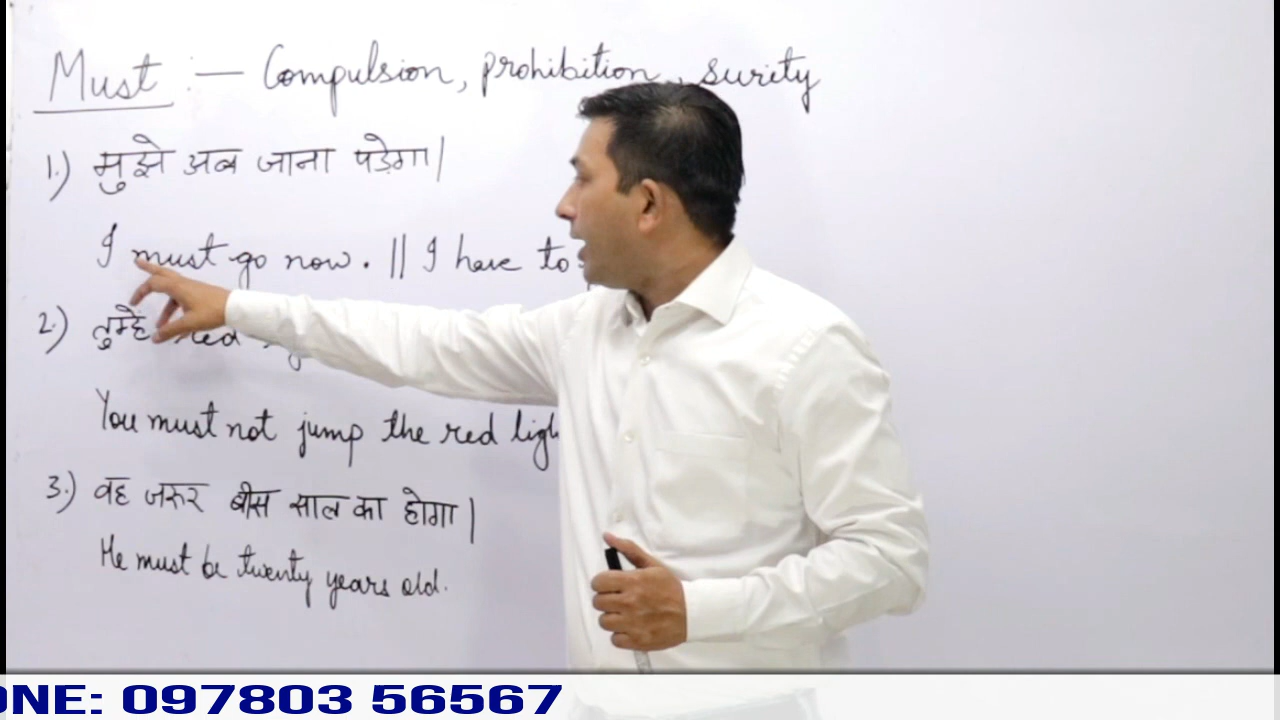 Must :— Compulsion, prohibition, surity
1.) मुझे अब जाना पड़ेगा।
I must go now. || I have to
2.) तुम्हे red
You must not jump the red ligh
3.) वह जरूर बीस साल का होगा।
He must be twenty years old.
ONE: 097803 56567